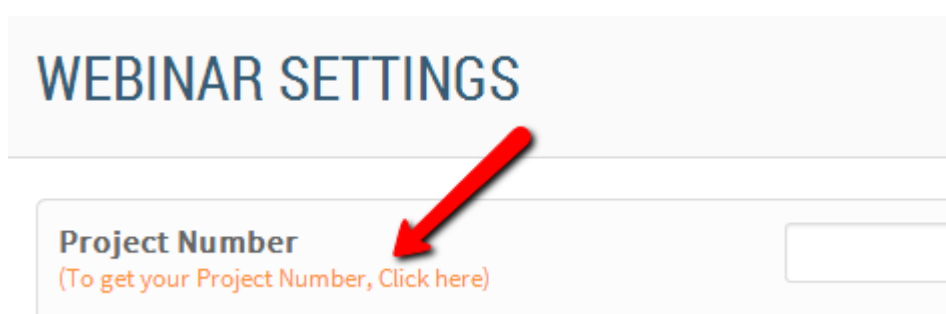 WEBINAR SETTINGS
Project Number
(To get your Project Number, Click here)